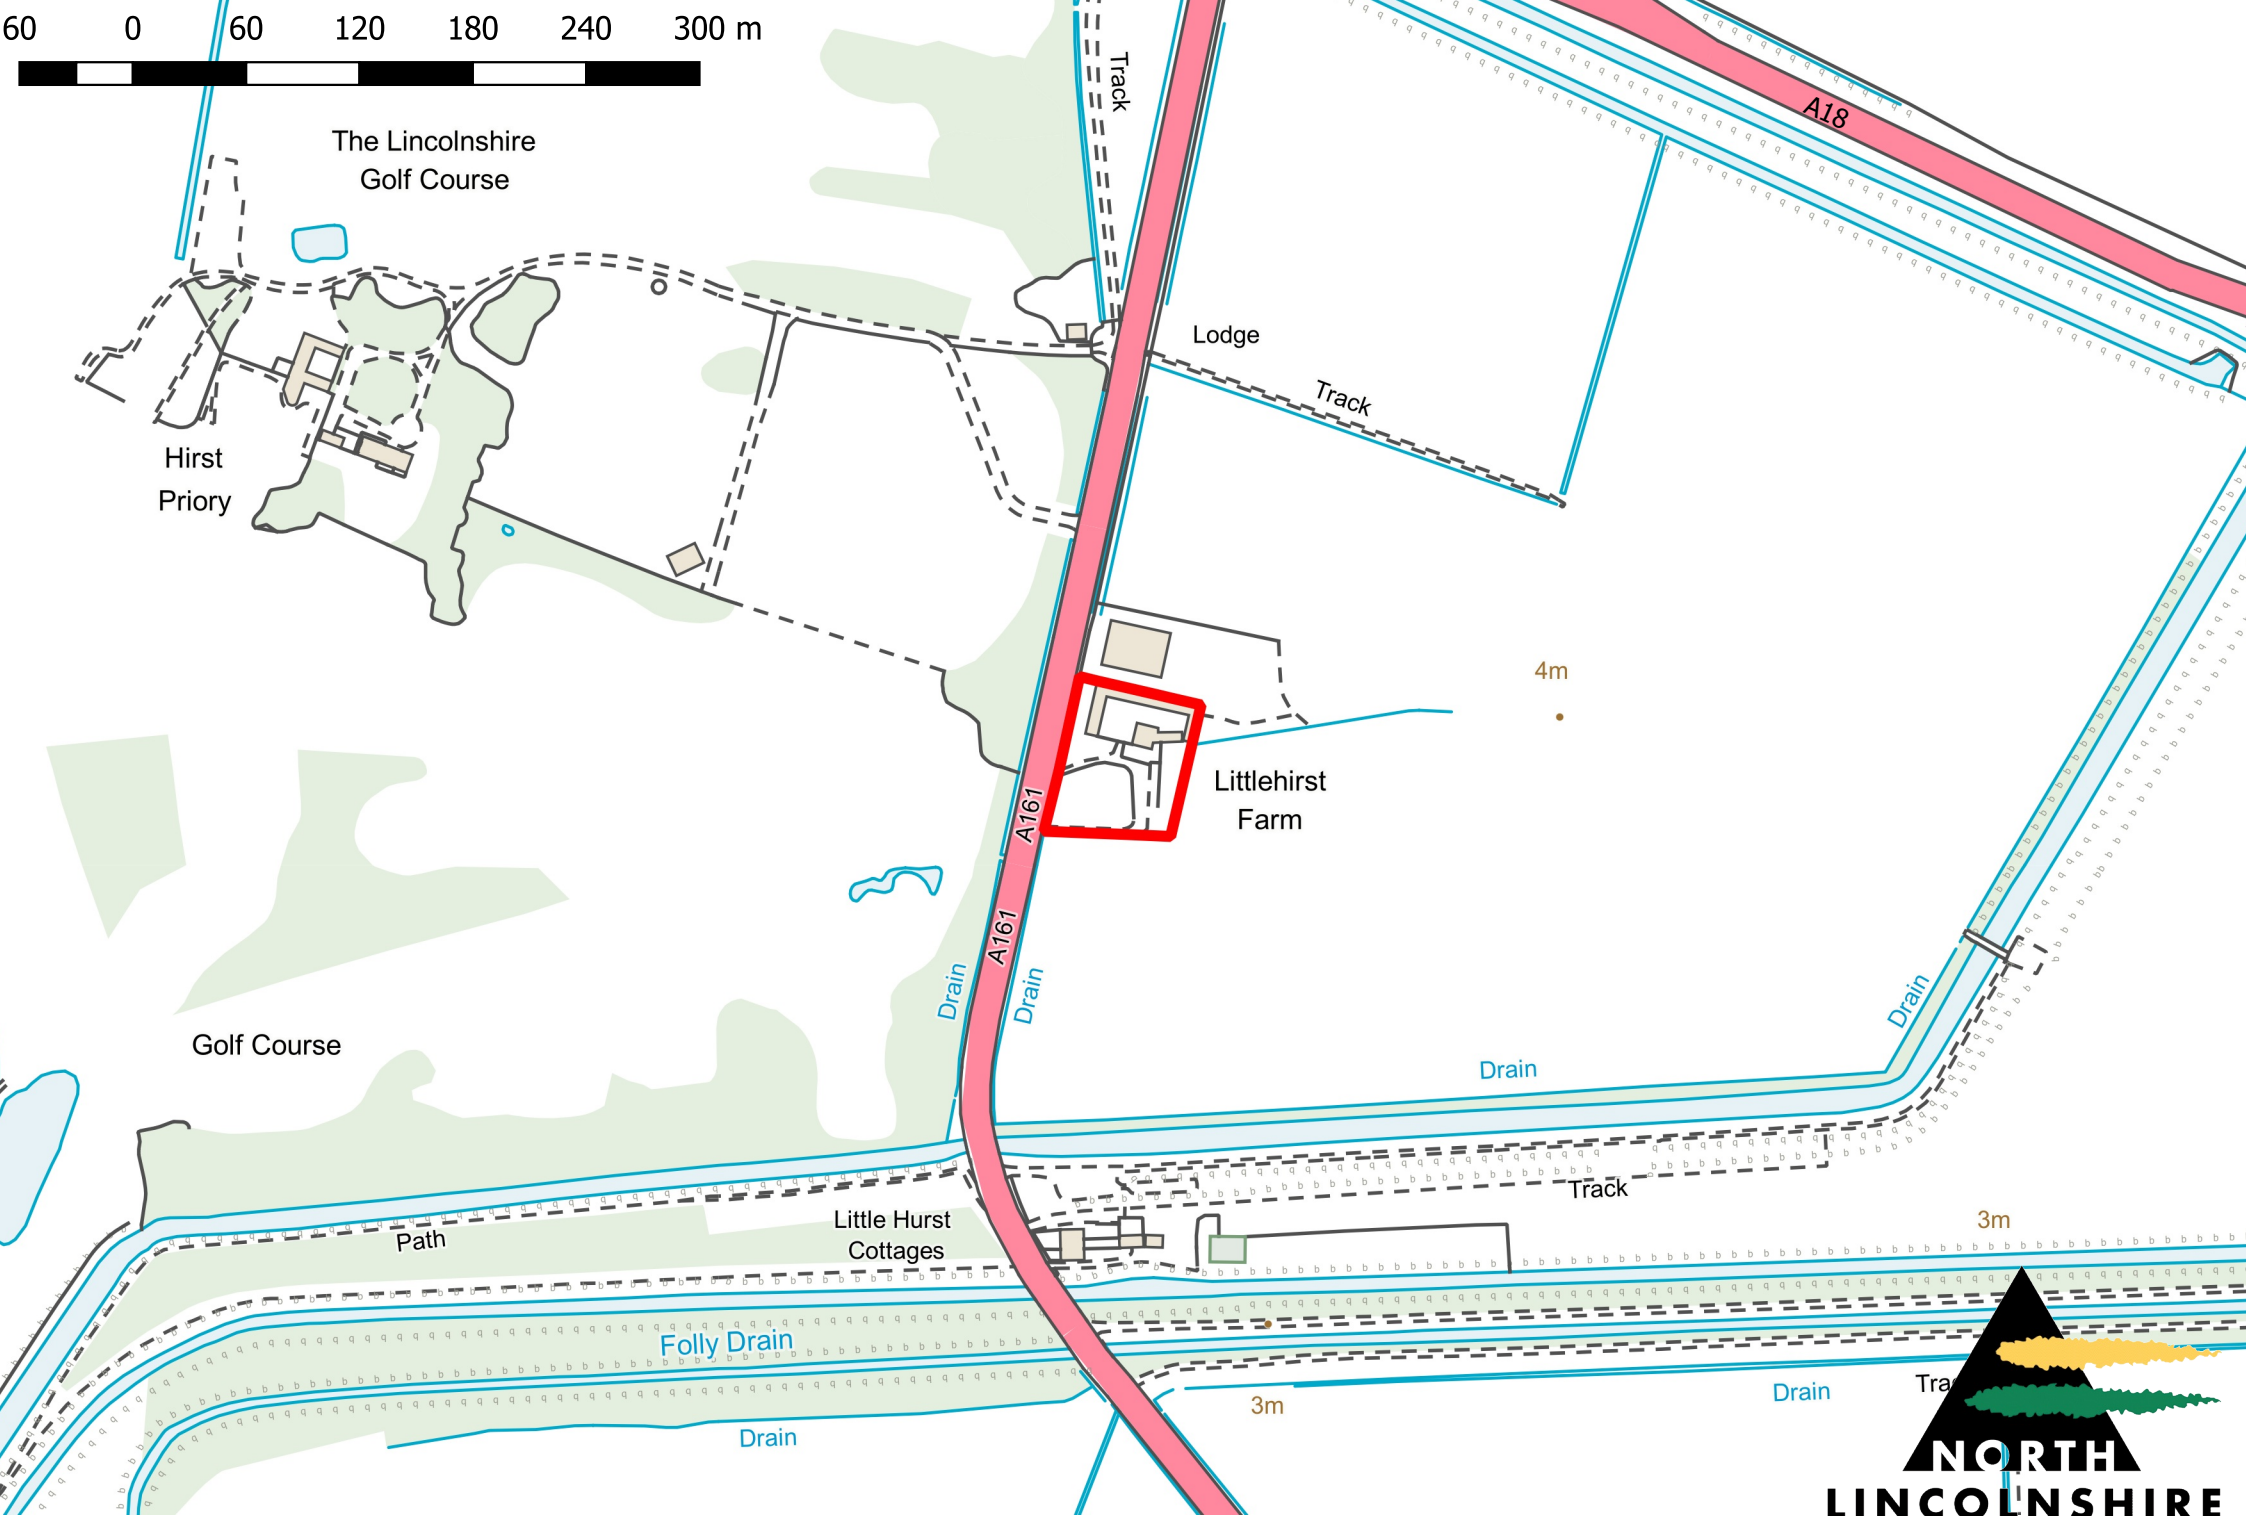 60 0 60 120 180 240 300 m
Track
A18
The Lincolnshire
Golf Course
Lodge
Track
Hirst
Priory
4m
Littlehirst
Farm
A161
A161
Drain
Drain
Drain
Golf Course
Drain
Track
Path
Little Hurst
Cottages
3m
Folly Drain
3m
Drain
Drain
NORTH
LINCOLNSHIRE